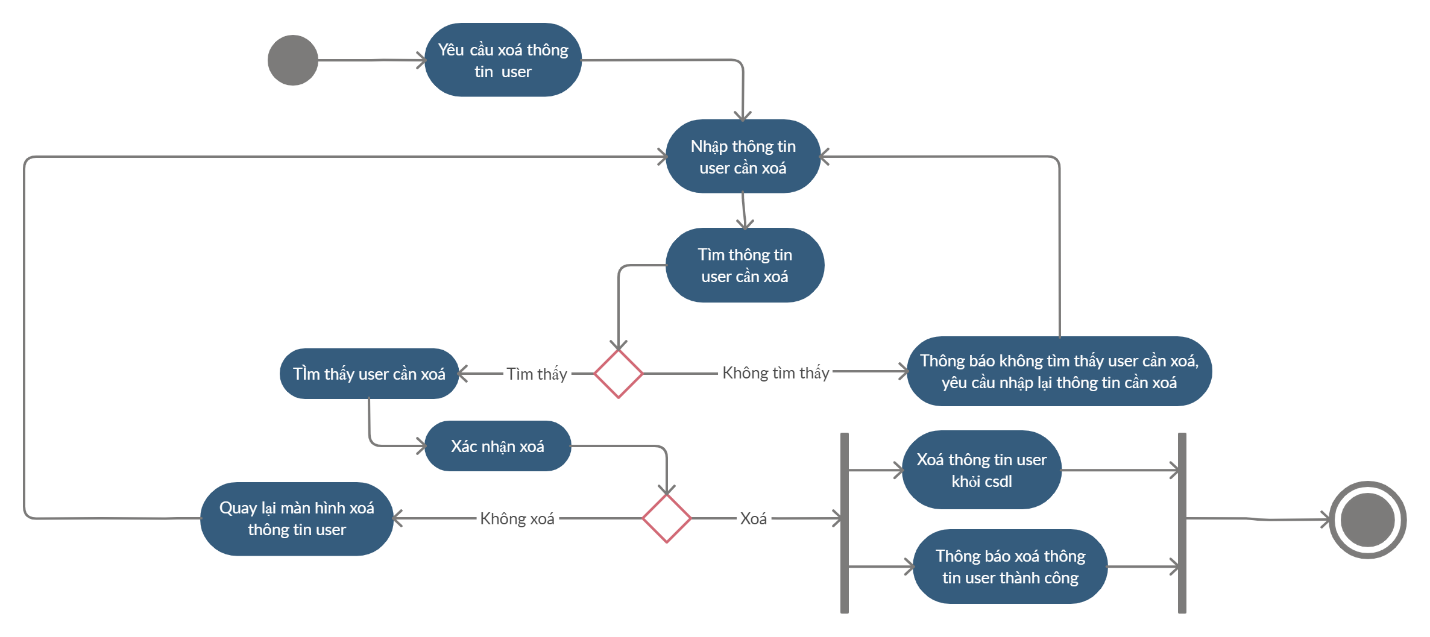 Yêu cầu xoá thông
tin user
Nhập thông tin
user cần xoá
Tìm thông tin
user cần xoá
TÌm thấy user cần xoá
Tìm thấy
Không tìm thấy
Thông báo không tìm thấy user cần xoá,
yêu cầu nhập lại thông tin cần xoá
Xác nhận xoá
Xoá thông tin user
khỏi csdl
Quay lại màn hình xoá
thông tin user
Không xoá
Xoá
Thông báo xoá thông
tin user thành công